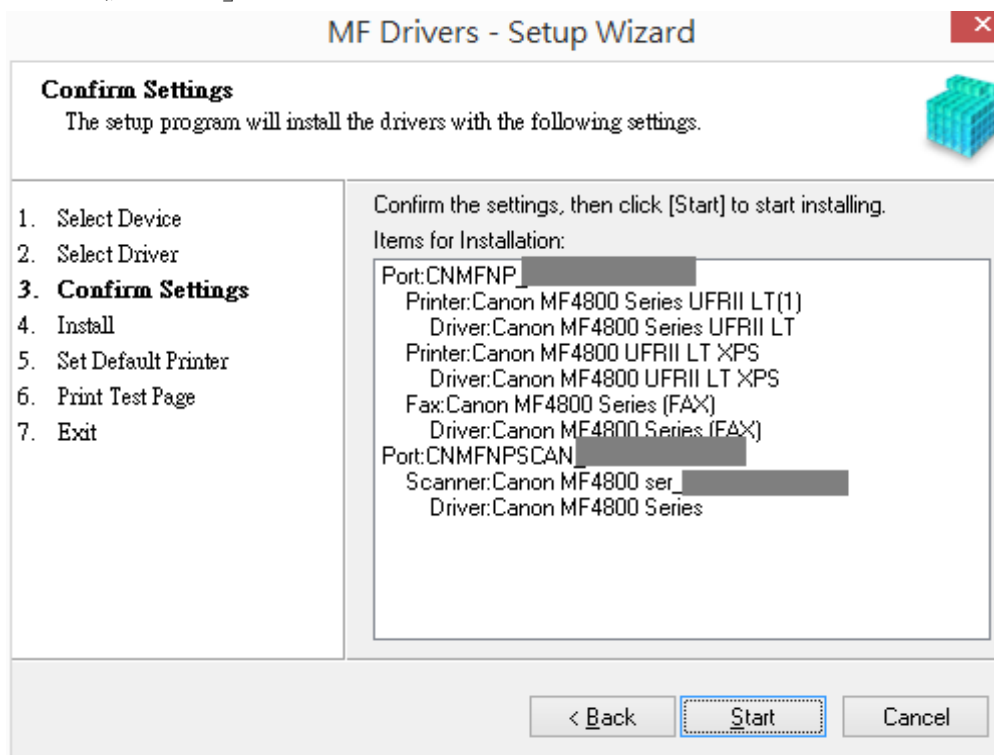 MF Drivers - Setup Wizard
Confirm Settings
The setup program will install the drivers with the following settings.
1. Select Device
2. Select Driver
3. Confirm Settings
4. Install
5. Set Default Printer
6. Print Test Page
7. Exit
Confirm the settings, then click [Start] to start installing.
Items for Installation:
Port:CNMFNP_
Printer:Canon MF4800 Series UFRII LT(1)
Driver:Canon MF4800 Series UFRII LT
Printer:Canon MF4800 UFRII LT XPS
Driver:Canon MF4800 UFRII LT XPS
Fax:Canon MF4800 Series (FAX)
Driver:Canon MF4800 Series (FAX)
Port:CNMFNPSCAN_
Scanner:Canon MF4800 ser_
Driver:Canon MF4800 Series
< Back
Start
Cancel